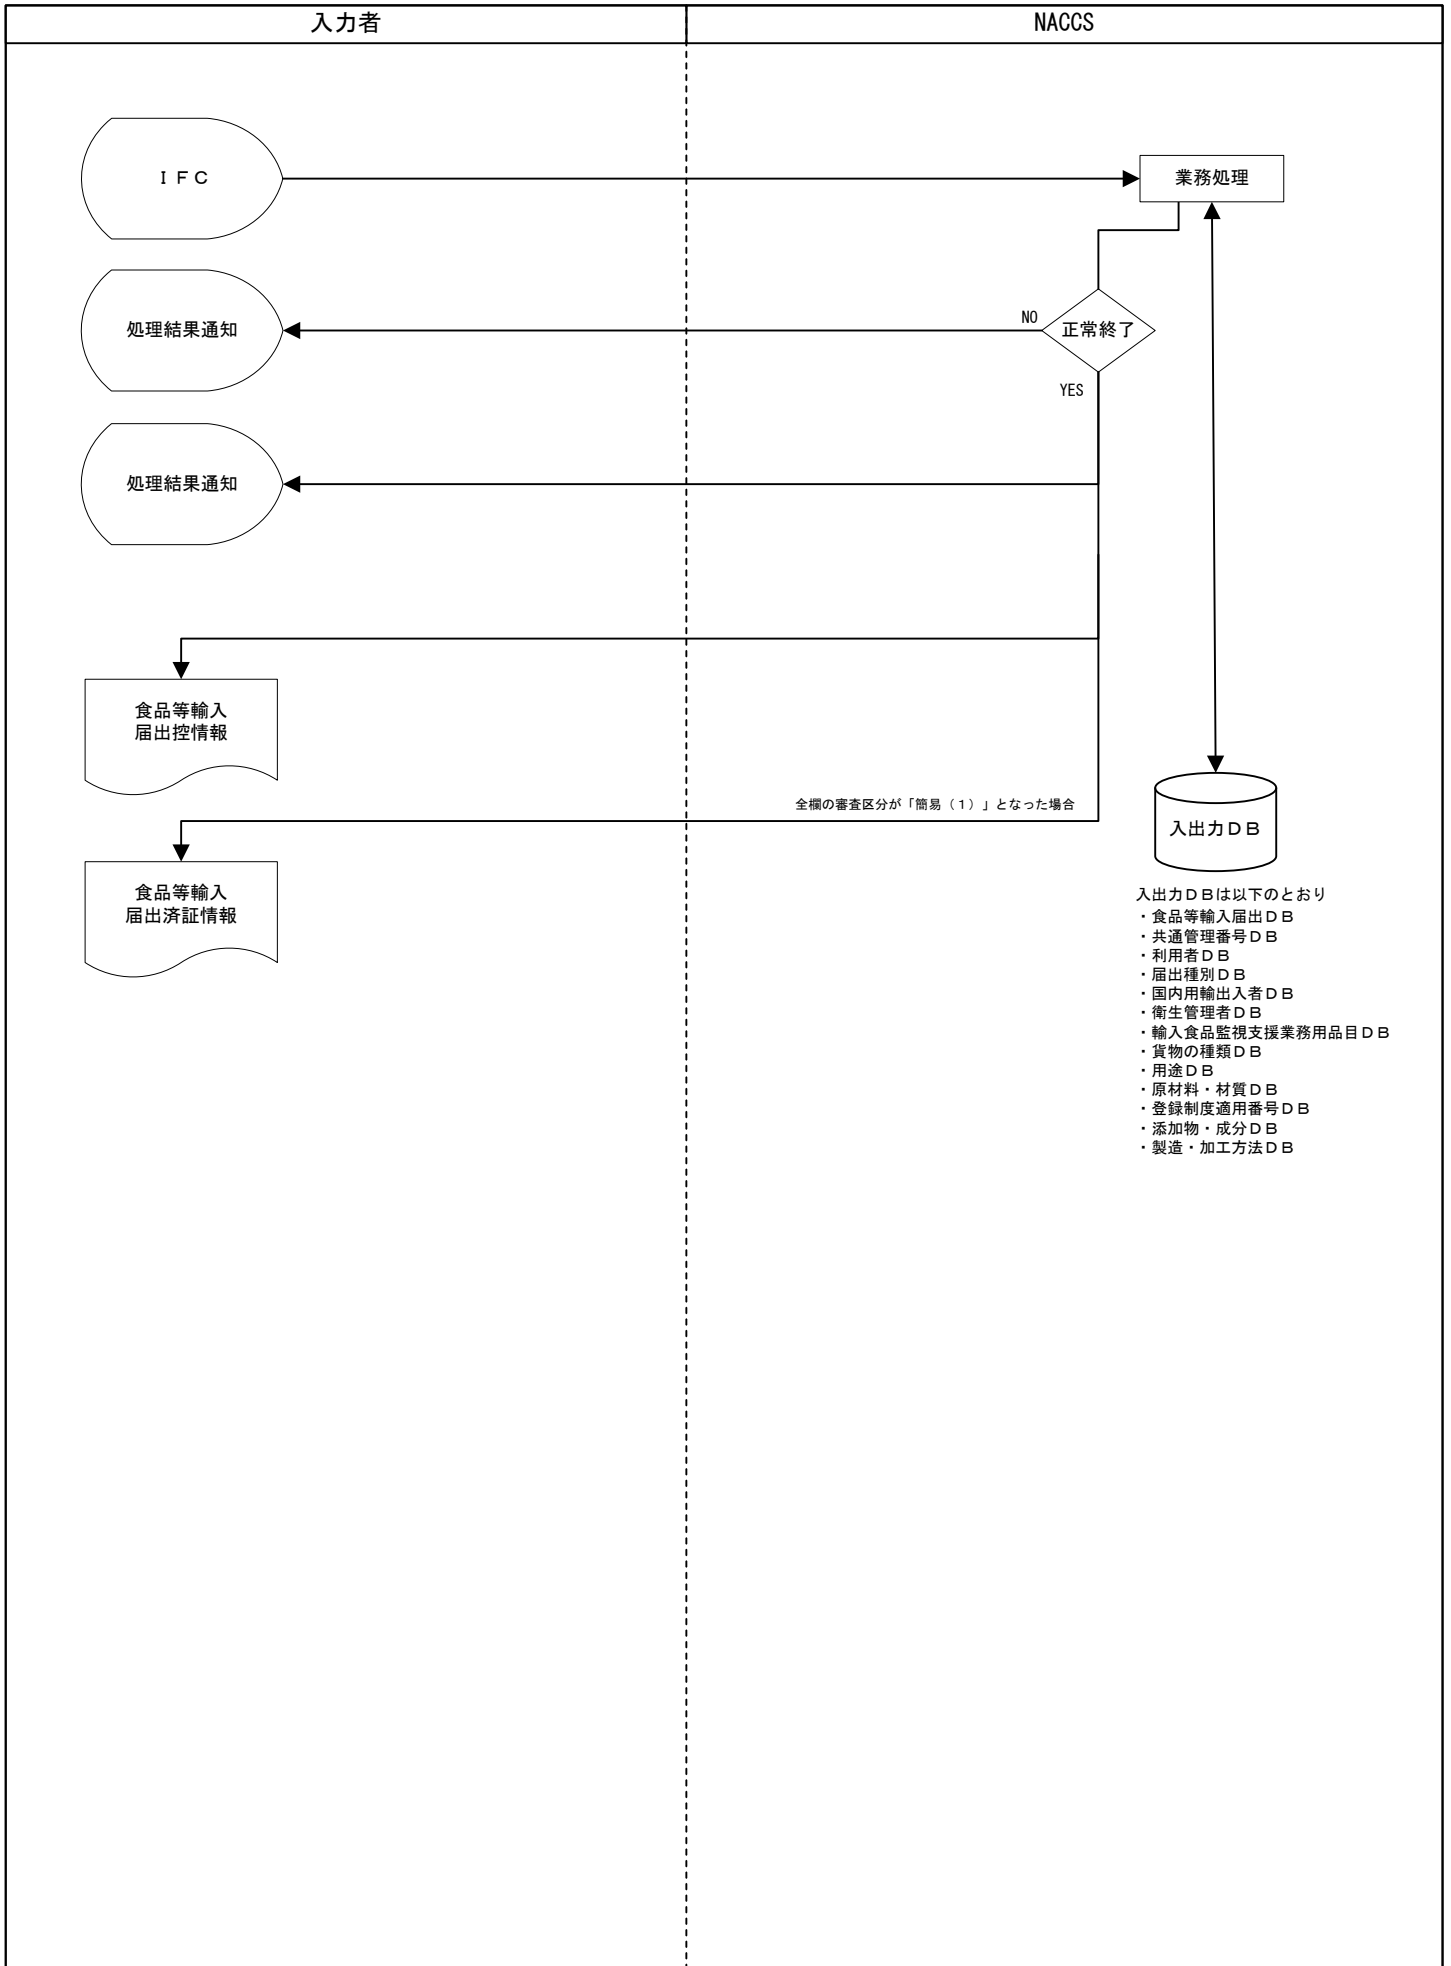 入力者
NACCS
ＩＦＣ
業務処理
処理結果通知
NO
正常終了
YES
処理結果通知
食品等輸入
届出控情報
全欄の審査区分が「簡易（１）」となった場合
入出力ＤＢ
食品等輸入
届出済証情報
入出力ＤＢは以下のとおり
・食品等輸入届出ＤＢ
・共通管理番号ＤＢ
・利用者ＤＢ
・届出種別ＤＢ
・国内用輸出入者ＤＢ
・衛生管理者ＤＢ
・輸入食品監視支援業務用品目ＤＢ
・貨物の種類ＤＢ
・用途ＤＢ
・原材料・材質ＤＢ
・登録制度適用番号ＤＢ
・添加物・成分ＤＢ
・製造・加工方法ＤＢ